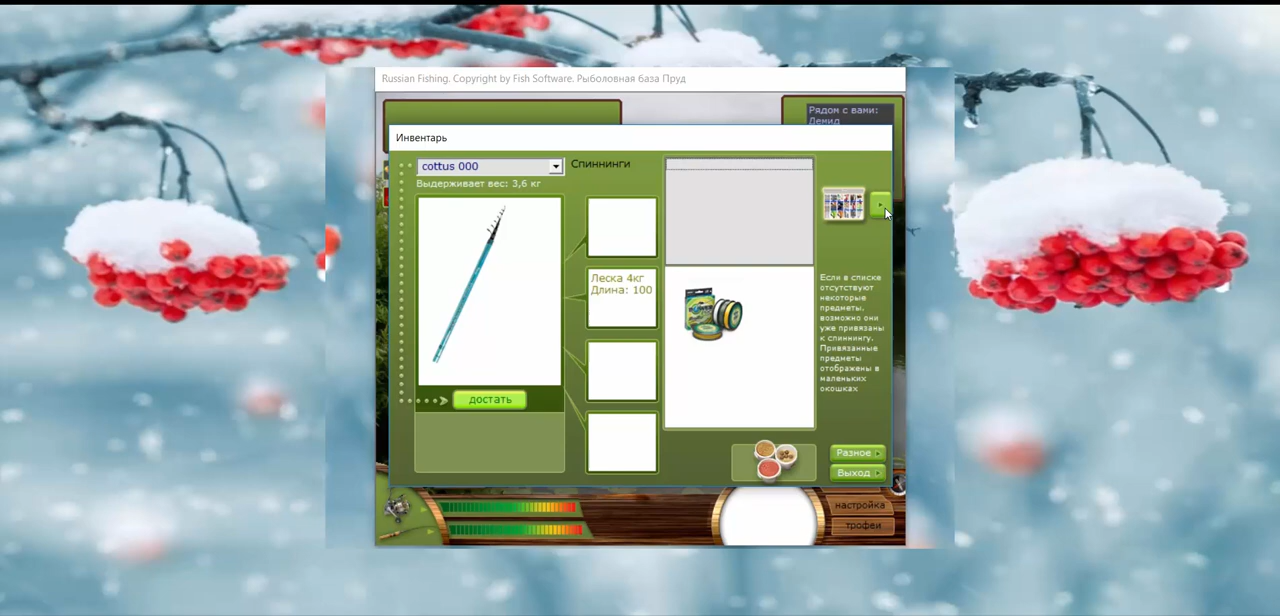 Russian Fishing. Copyright by Fish Software. Рыболовная база Пруд
Рядом с вами:
Демид
Инвентарь
cottus 000
Спиннинги
Выдерживает вес: 3,6 кг
Леска 4кг
Длина: 100
Если в списке
отсутствуют
некоторые
предметы,
возможно они
уже привязаны
к спиннингу.
Привязанные
предметы
отображены в
маленьких
окошках
достать
Разное
Выход
настройка
трофеи